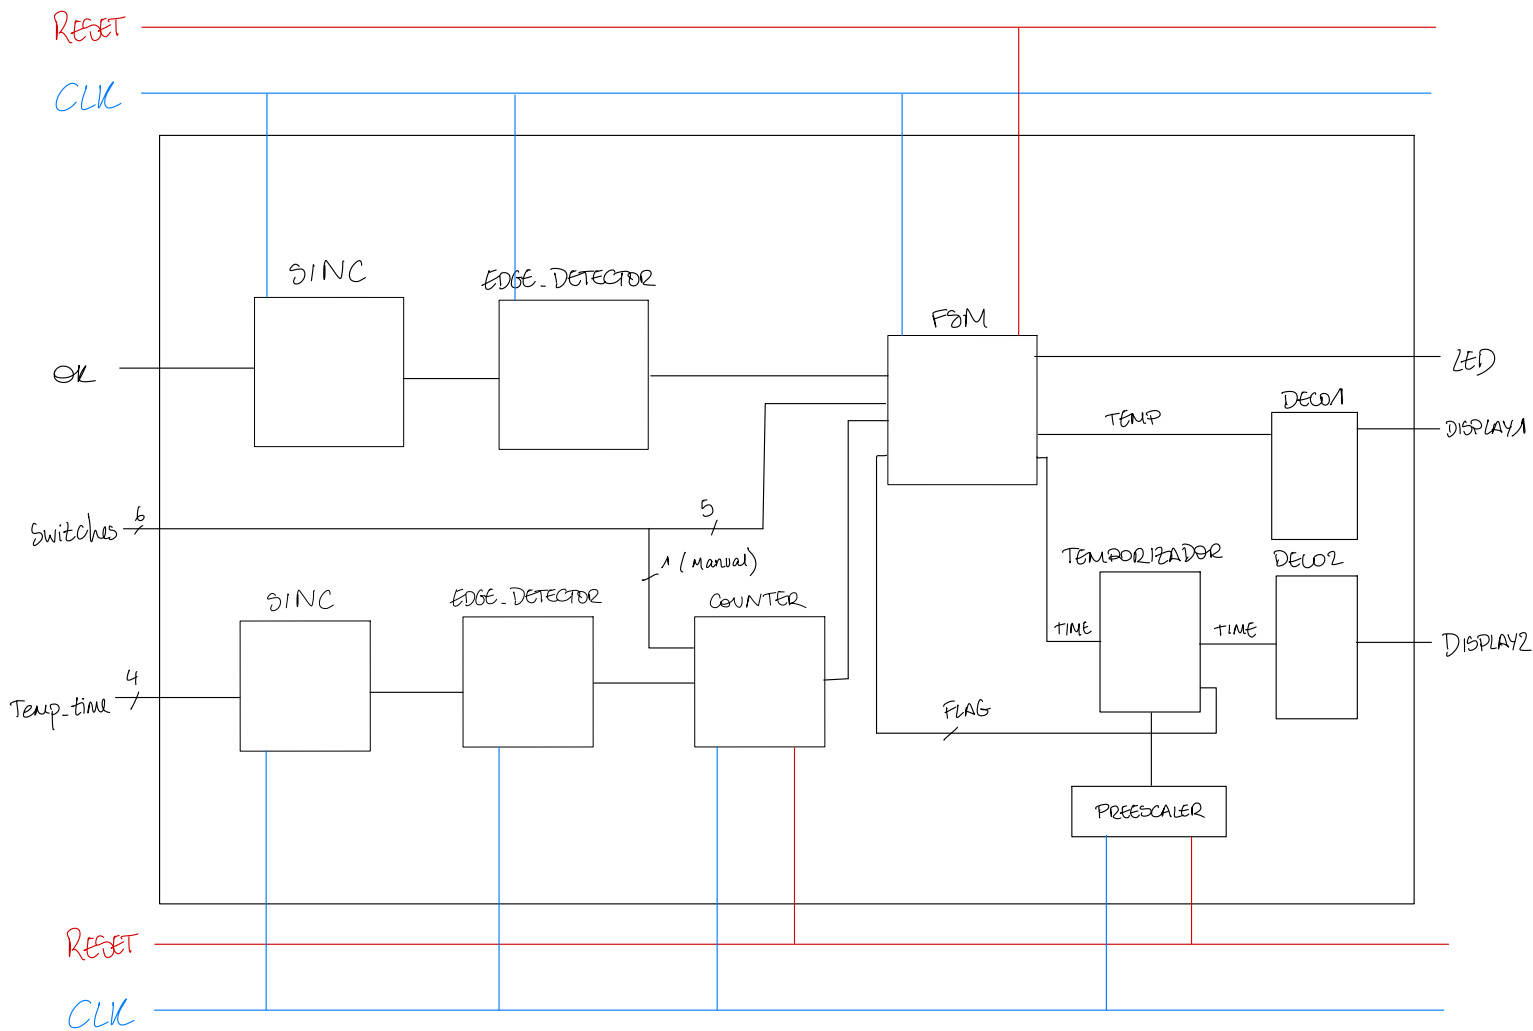 RESET
CLK
SINC
EDGE_DETECTOR
FSM
OK
LED
DECO1
TEMP
DISPLAY1
6
5
Switches
1 (Manual)
TEMPORIZADOR
DECO2
SINC
EDGE_DETECTOR
COUNTER
TIME
TIME
DISPLAY2
4
Temp_time
FLAG
PREESCALER
RESET
CLK